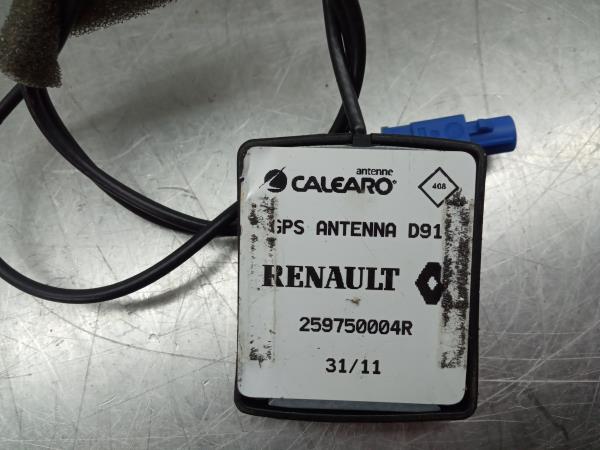 antenne
CALEARO®
408
GPS ANTENNA D91
RENAULT
259750004R
31/11